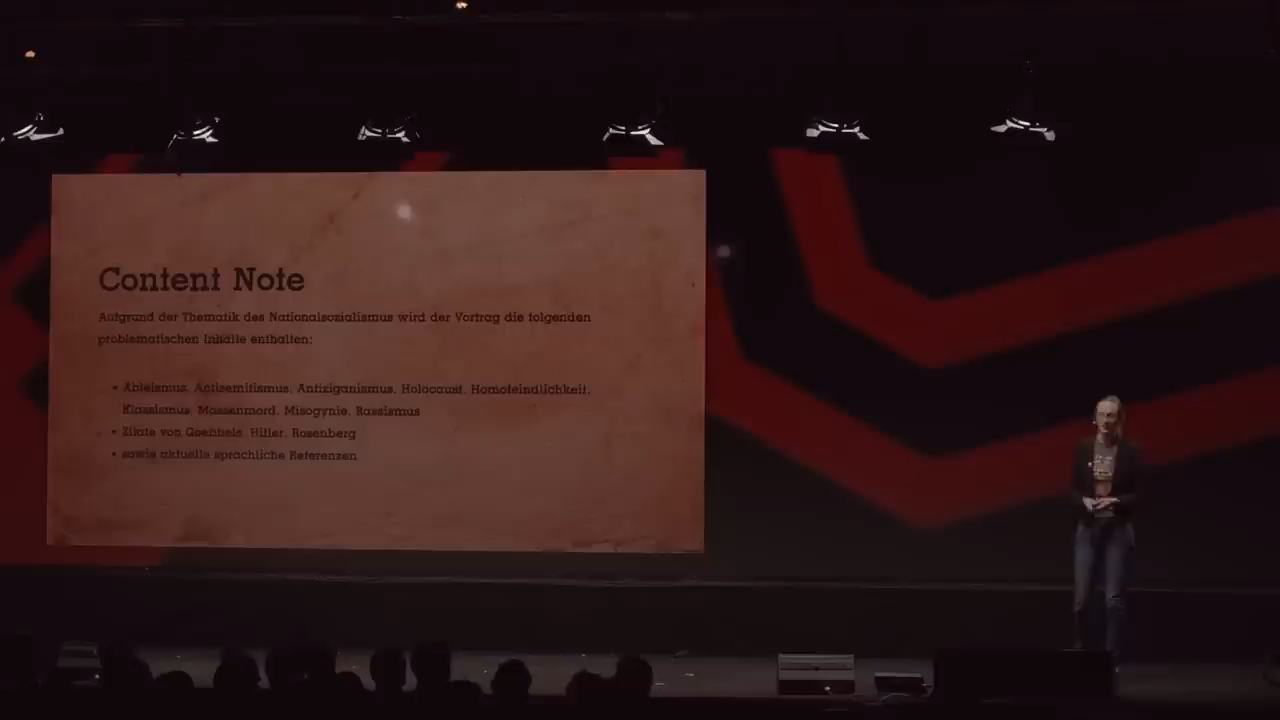 Content Note
Aufgrund der Thematik des Nationalsozialismus wird der Vortrag die folgenden
problematischen Inhalte enthalten:
• Ableismus, Antisemitismus, Antiziganismus, Holocaust, Homofeindlichkeit,
Klassismus, Massenmord, Misogynie, Rassismus
• Zitate von Goebbels, Hitler, Rosenberg
• sowie aktuelle sprachliche Referenzen